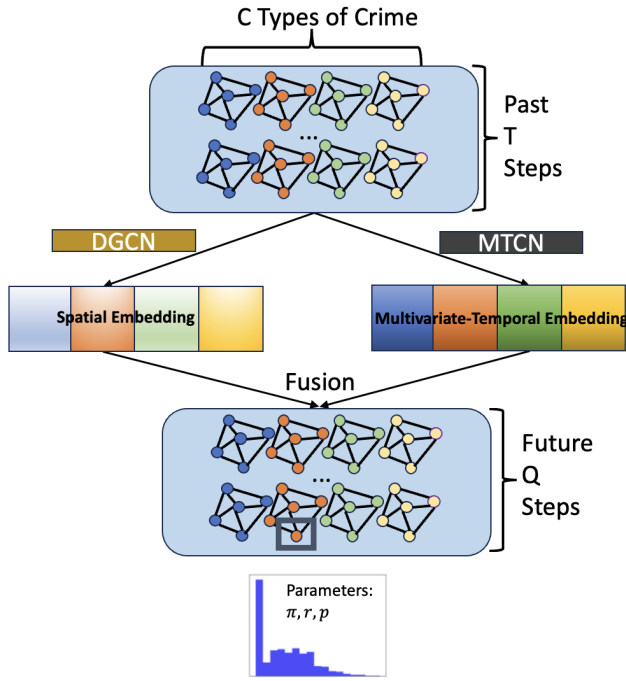 C Types of Crime
Past
T
Steps
...
DGCN
MTCN
Spatial Embedding
Multivariate-Temporal Embedding
Fusion
Future
Q
Steps
...
Parameters:
π, r, p